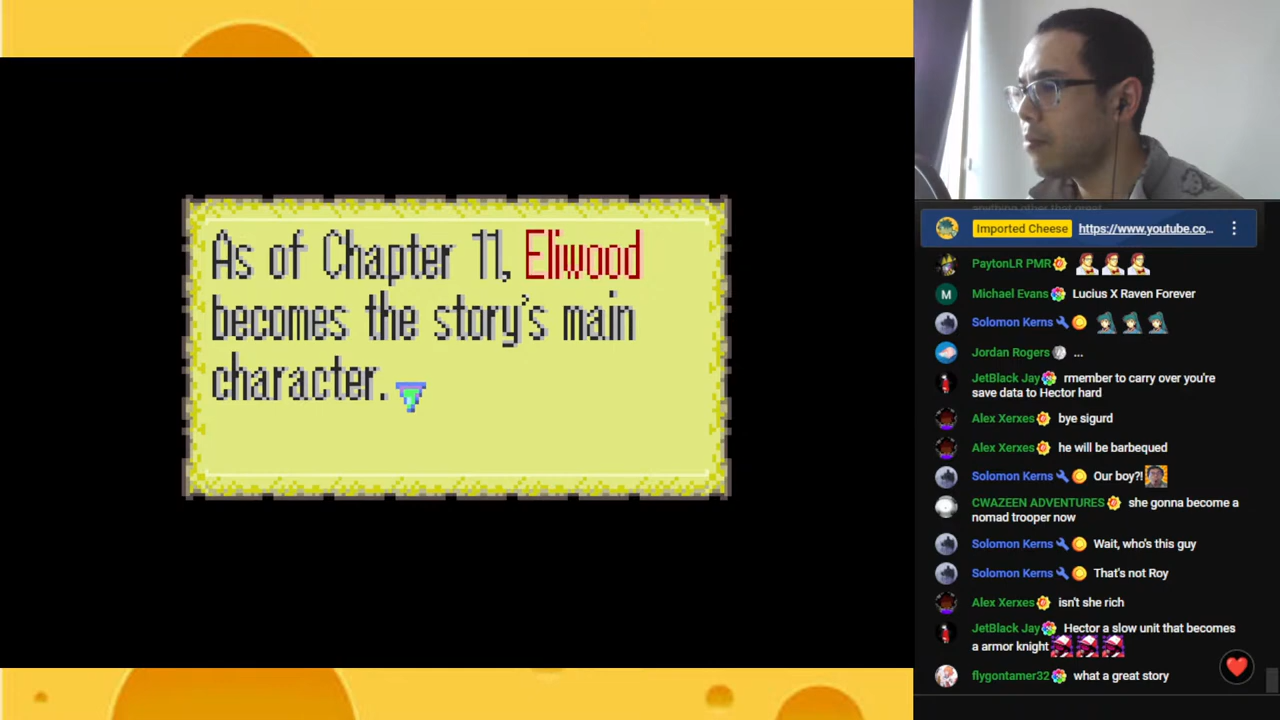 As of Chapter 11, Eliwood
becomes the story's main
character.
Imported Cheese https://www.youtube.co...
PaytonLR PMR
Michael Evans Lucius X Raven Forever
M
Solomon Kerns
Jordan Rogers ...
JetBlack Jay rmember to carry over you're
save data to Hector hard
Alex Xerxes bye sigurd
Alex Xerxes he will be barbequed
Solomon Kerns Our boy?!
CWAZEEN ADVENTURES she gonna become a
nomad trooper now
Solomon Kerns Wait, who's this guy
Solomon Kerns That's not Roy
Alex Xerxes isn't she rich
JetBlack Jay Hector a slow unit that becomes
a armor knight
flygontamer32 what a great story